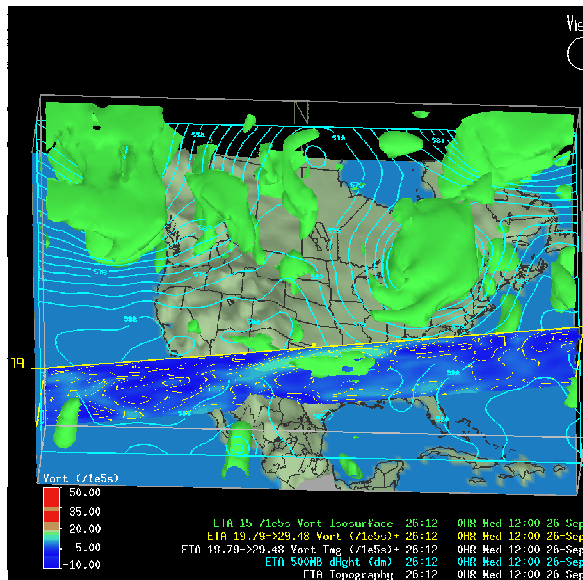 Vis
N
19
Vort (/1e5s)
50.00
35.00
20.00
5.00
-10.00
ETA 15 /1e5s Vort Isosurface 26:12 0HR Wed 12:00 26-Sep
ETA 19.79->29.48 Vort (/1e5s)+ 26:12 0HR Wed 12:00 26-Sep
ETA 19.79->29.48 Vort Img (/1e5s)+ 26:12 0HR Wed 12:00 26-Sep
ETA 500MB dHght (dm) 26:12 0HR Wed 12:00 26-Sep
ETA Topography 26:12 0HR Wed 12:00 26-Sep